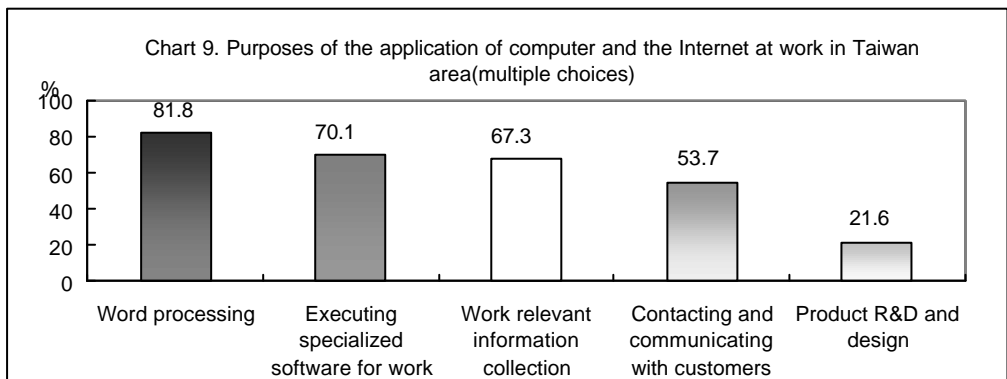 Chart 9. Purposes of the application of computer and the Internet at work in Taiwan
area(multiple choices)
%
100
80
60
40
20
0
81.8
70.1
67.3
53.7
21.6
Word processing
Executing
specialized
software for work
Work relevant
information
collection
Contacting and
communicating
with customers
Product R&D and
design